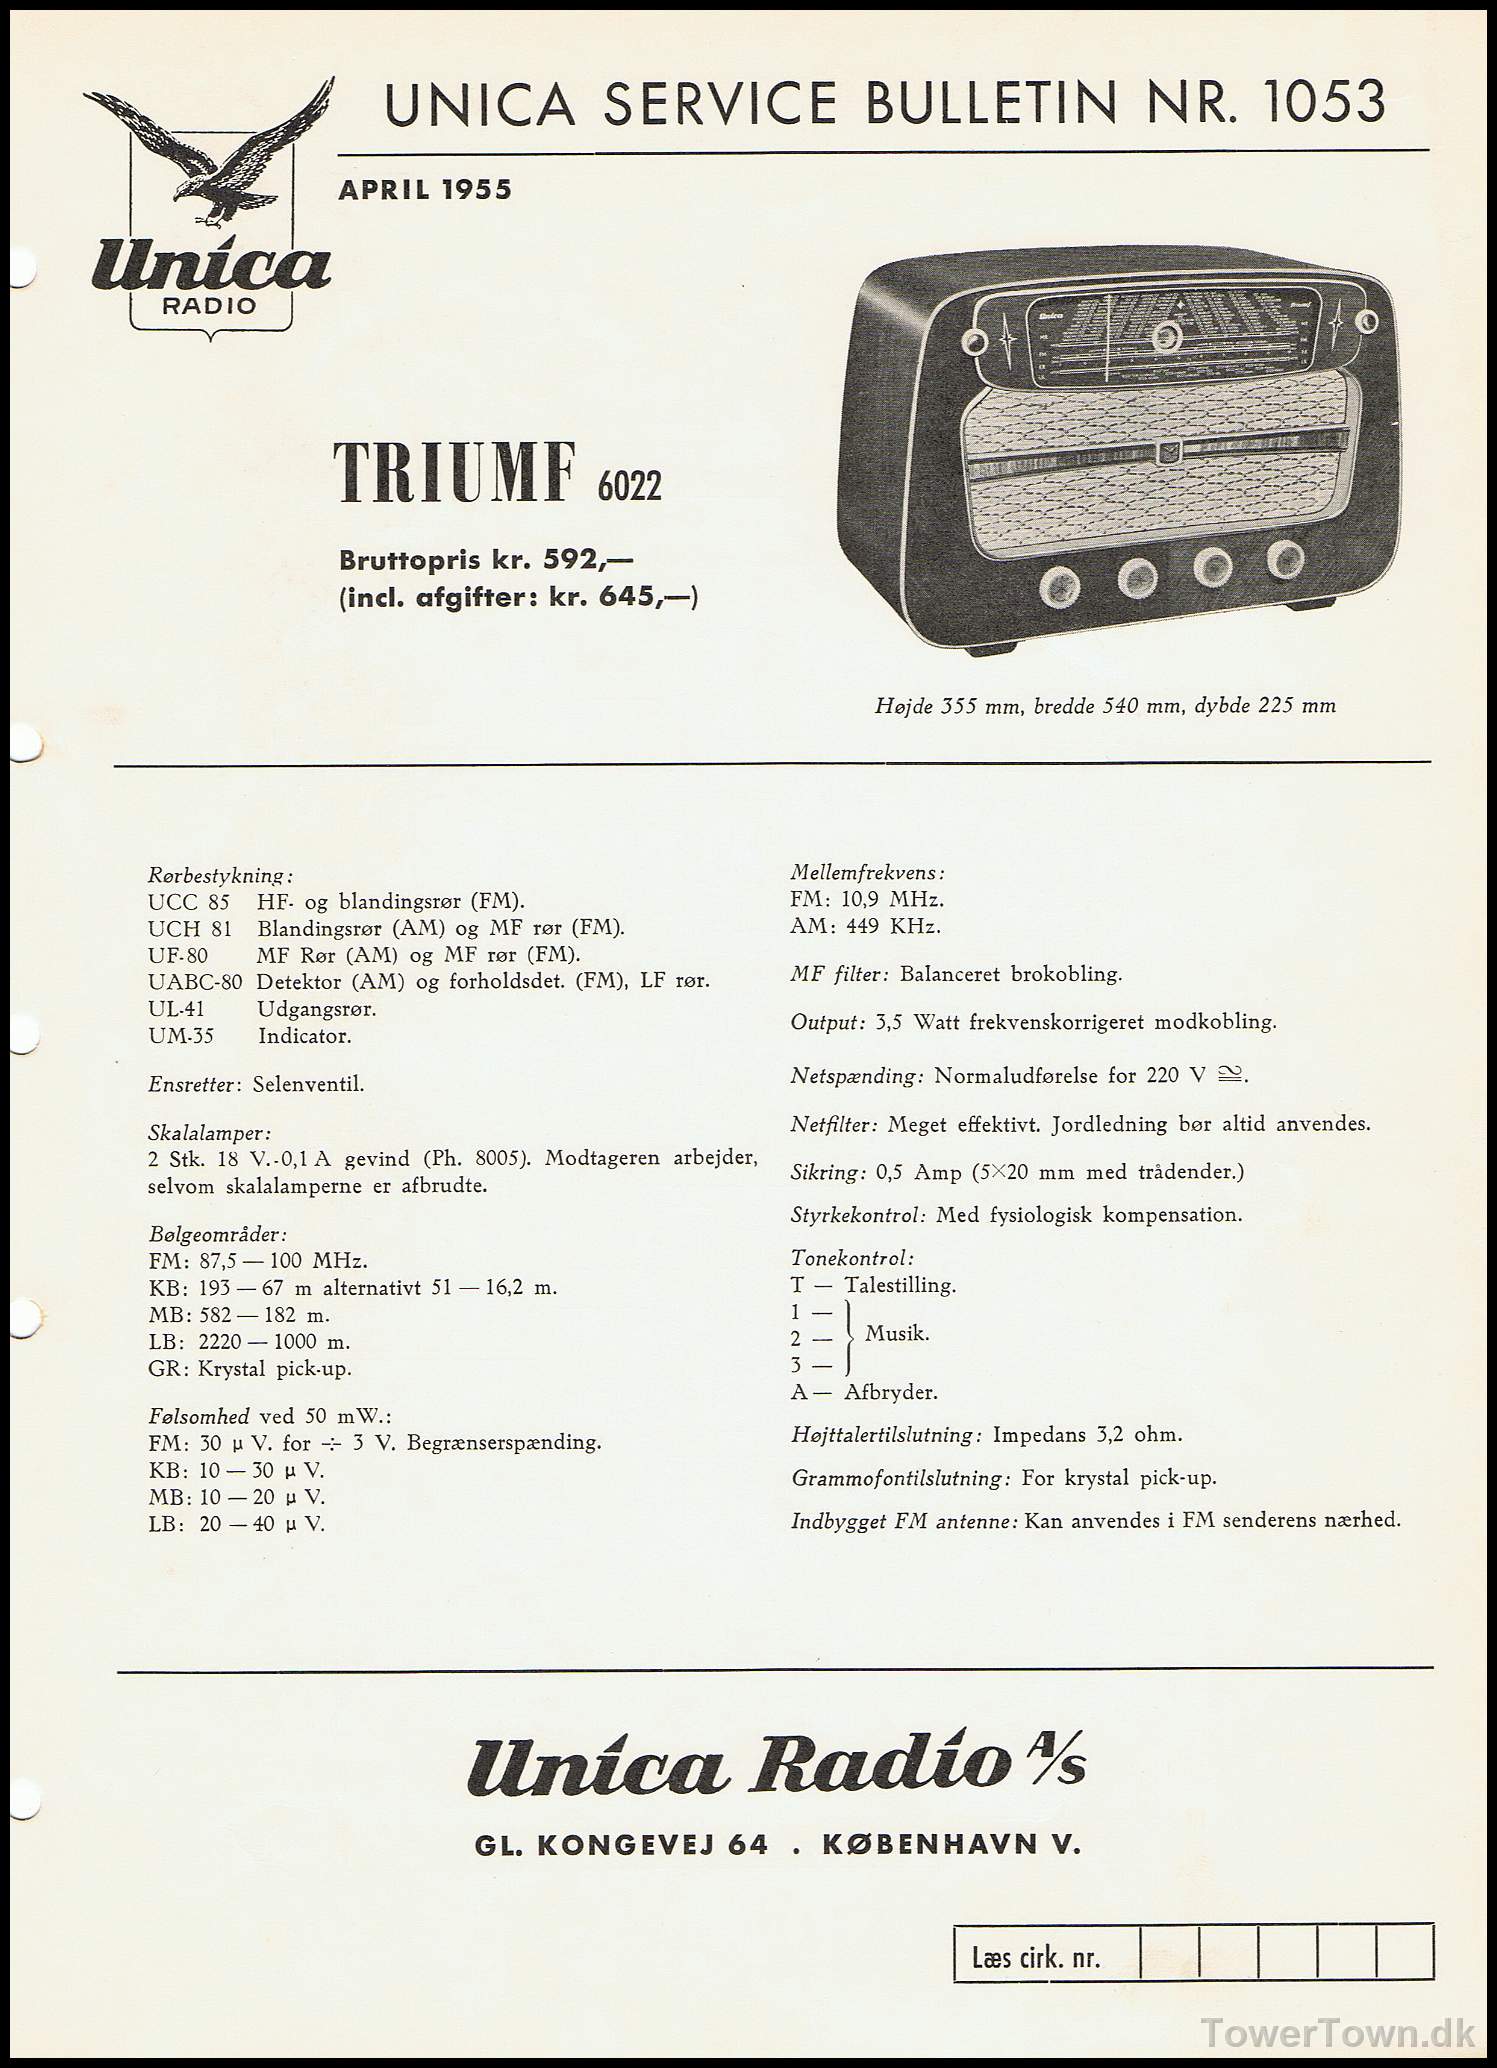 UNICA SERVICE BULLETIN NR. 1053
APRIL 1955
Unica
RADIO
TRIUMF 6022
Bruttopris kr. 592,—
(incl. afgifter: kr. 645,—)
Unica
Højde 355 mm, bredde 540 mm, dybde 225 mm
Rørbestykning:
UCC 85 HF- og blandingsrør (FM).
UCH 81 Blandingsrør (AM) og MF rør (FM).
UF-80 MF Rør (AM) og MF rør (FM).
UABC-80 Detektor (AM) og forholdsdet. (FM), LF rør.
UL-41 Udgangsrør.
UM-35 Indicator.
Ensretter: Selenventil.
Skalalamper:
2 Stk. 18 V.-0,1 A gevind (Ph. 8005). Modtageren arbejder,
selvom skalalamperne er afbrudte.
Bølgeområder:
FM: 87,5 — 100 MHz.
KB: 193 — 67 m alternativt 51 — 16,2 m.
MB: 582 — 182 m.
LB: 2220 — 1000 m.
GR: Krystal pick-up.
Følsomhed ved 50 mW.:
FM: 30 µ V. for ÷ 3 V. Begrænserspænding.
KB: 10 — 30 µ V.
MB: 10 — 20 µ V.
LB: 20 — 40 µ V.
Mellemfrekvens:
FM: 10,9 MHz.
AM: 449 KHz.
MF filter: Balanceret brokobling.
Output: 3,5 Watt frekvenskorrigeret modkobling.
Netspænding: Normaludførelse for 220 V ≅.
Netfilter: Meget effektivt. Jordledning bør altid anvendes.
Sikring: 0,5 Amp (5×20 mm med trådender.)
Styrkekontrol: Med fysiologisk kompensation.
Tonekontrol:
T — Talestilling.
1 —
2 — } Musik.
3 —
A — Afbryder.
Højttalertilslutning: Impedans 3,2 ohm.
Grammofontilslutning: For krystal pick-up.
Indbygget FM antenne: Kan anvendes i FM senderens nærhed.
Unica Radio A/S
GL. KONGEVEJ 64 . KØBENHAVN V.
Læs cirk. nr.
TowerTown.dk